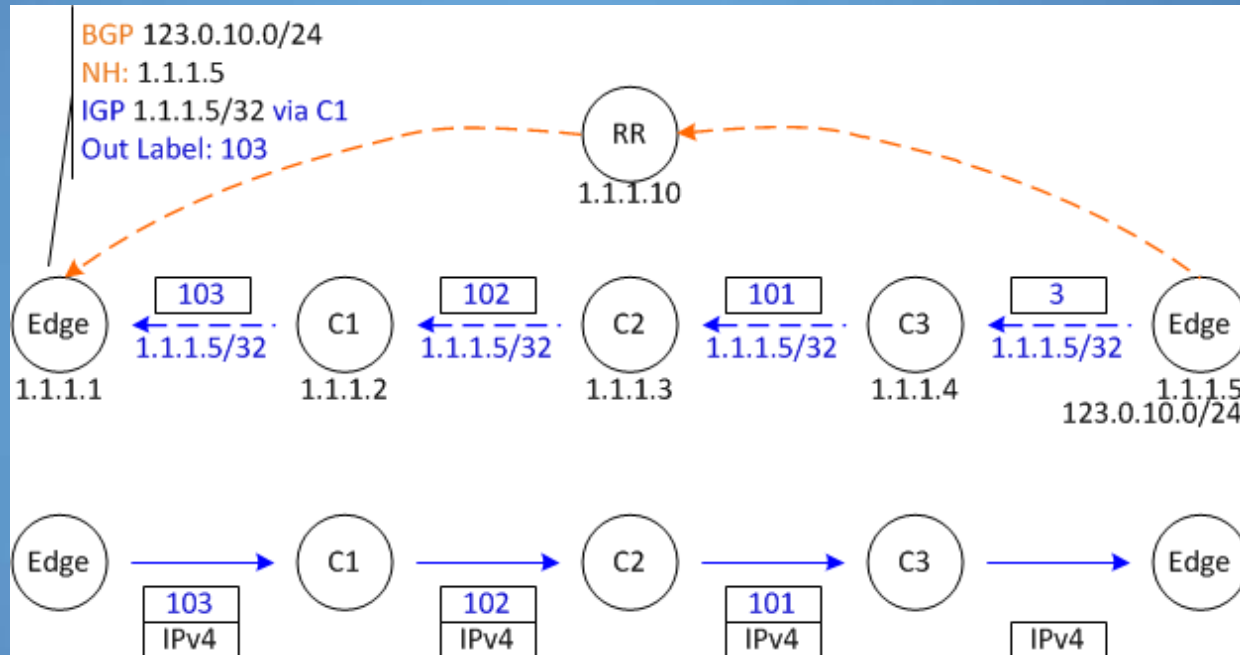 BGP 123.0.10.0/24
NH: 1.1.1.5
IGP 1.1.1.5/32 via C1
Out Label: 103
RR
1.1.1.10
103
102
101
3
Edge
C1
C2
C3
Edge
1.1.1.5/32
1.1.1.5/32
1.1.1.5/32
1.1.1.5/32
1.1.1.1
1.1.1.2
1.1.1.3
1.1.1.4
1.1.1.5
123.0.10.0/24
Edge
C1
C2
C3
Edge
103
102
101
IPv4
IPv4
IPv4
IPv4